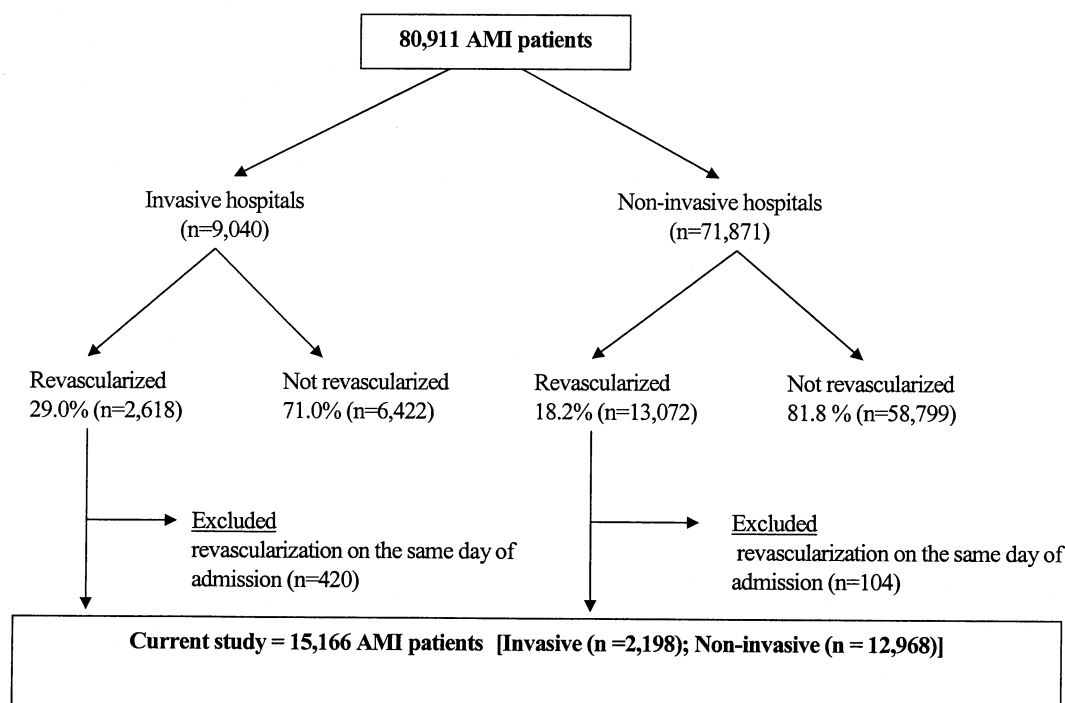 80,911 AMI patients
Invasive hospitals
(n=9,040)
Non-invasive hospitals
(n=71,871)
Revascularized
29.0% (n=2,618)
Not revascularized
71.0% (n=6,422)
Revascularized
18.2% (n=13,072)
Not revascularized
81.8 % (n=58,799)
Excluded
revascularization on the same day of
admission (n=420)
Excluded
revascularization on the same day of
admission (n=104)
Current study = 15,166 AMI patients [Invasive (n =2,198); Non-invasive (n = 12,968)]